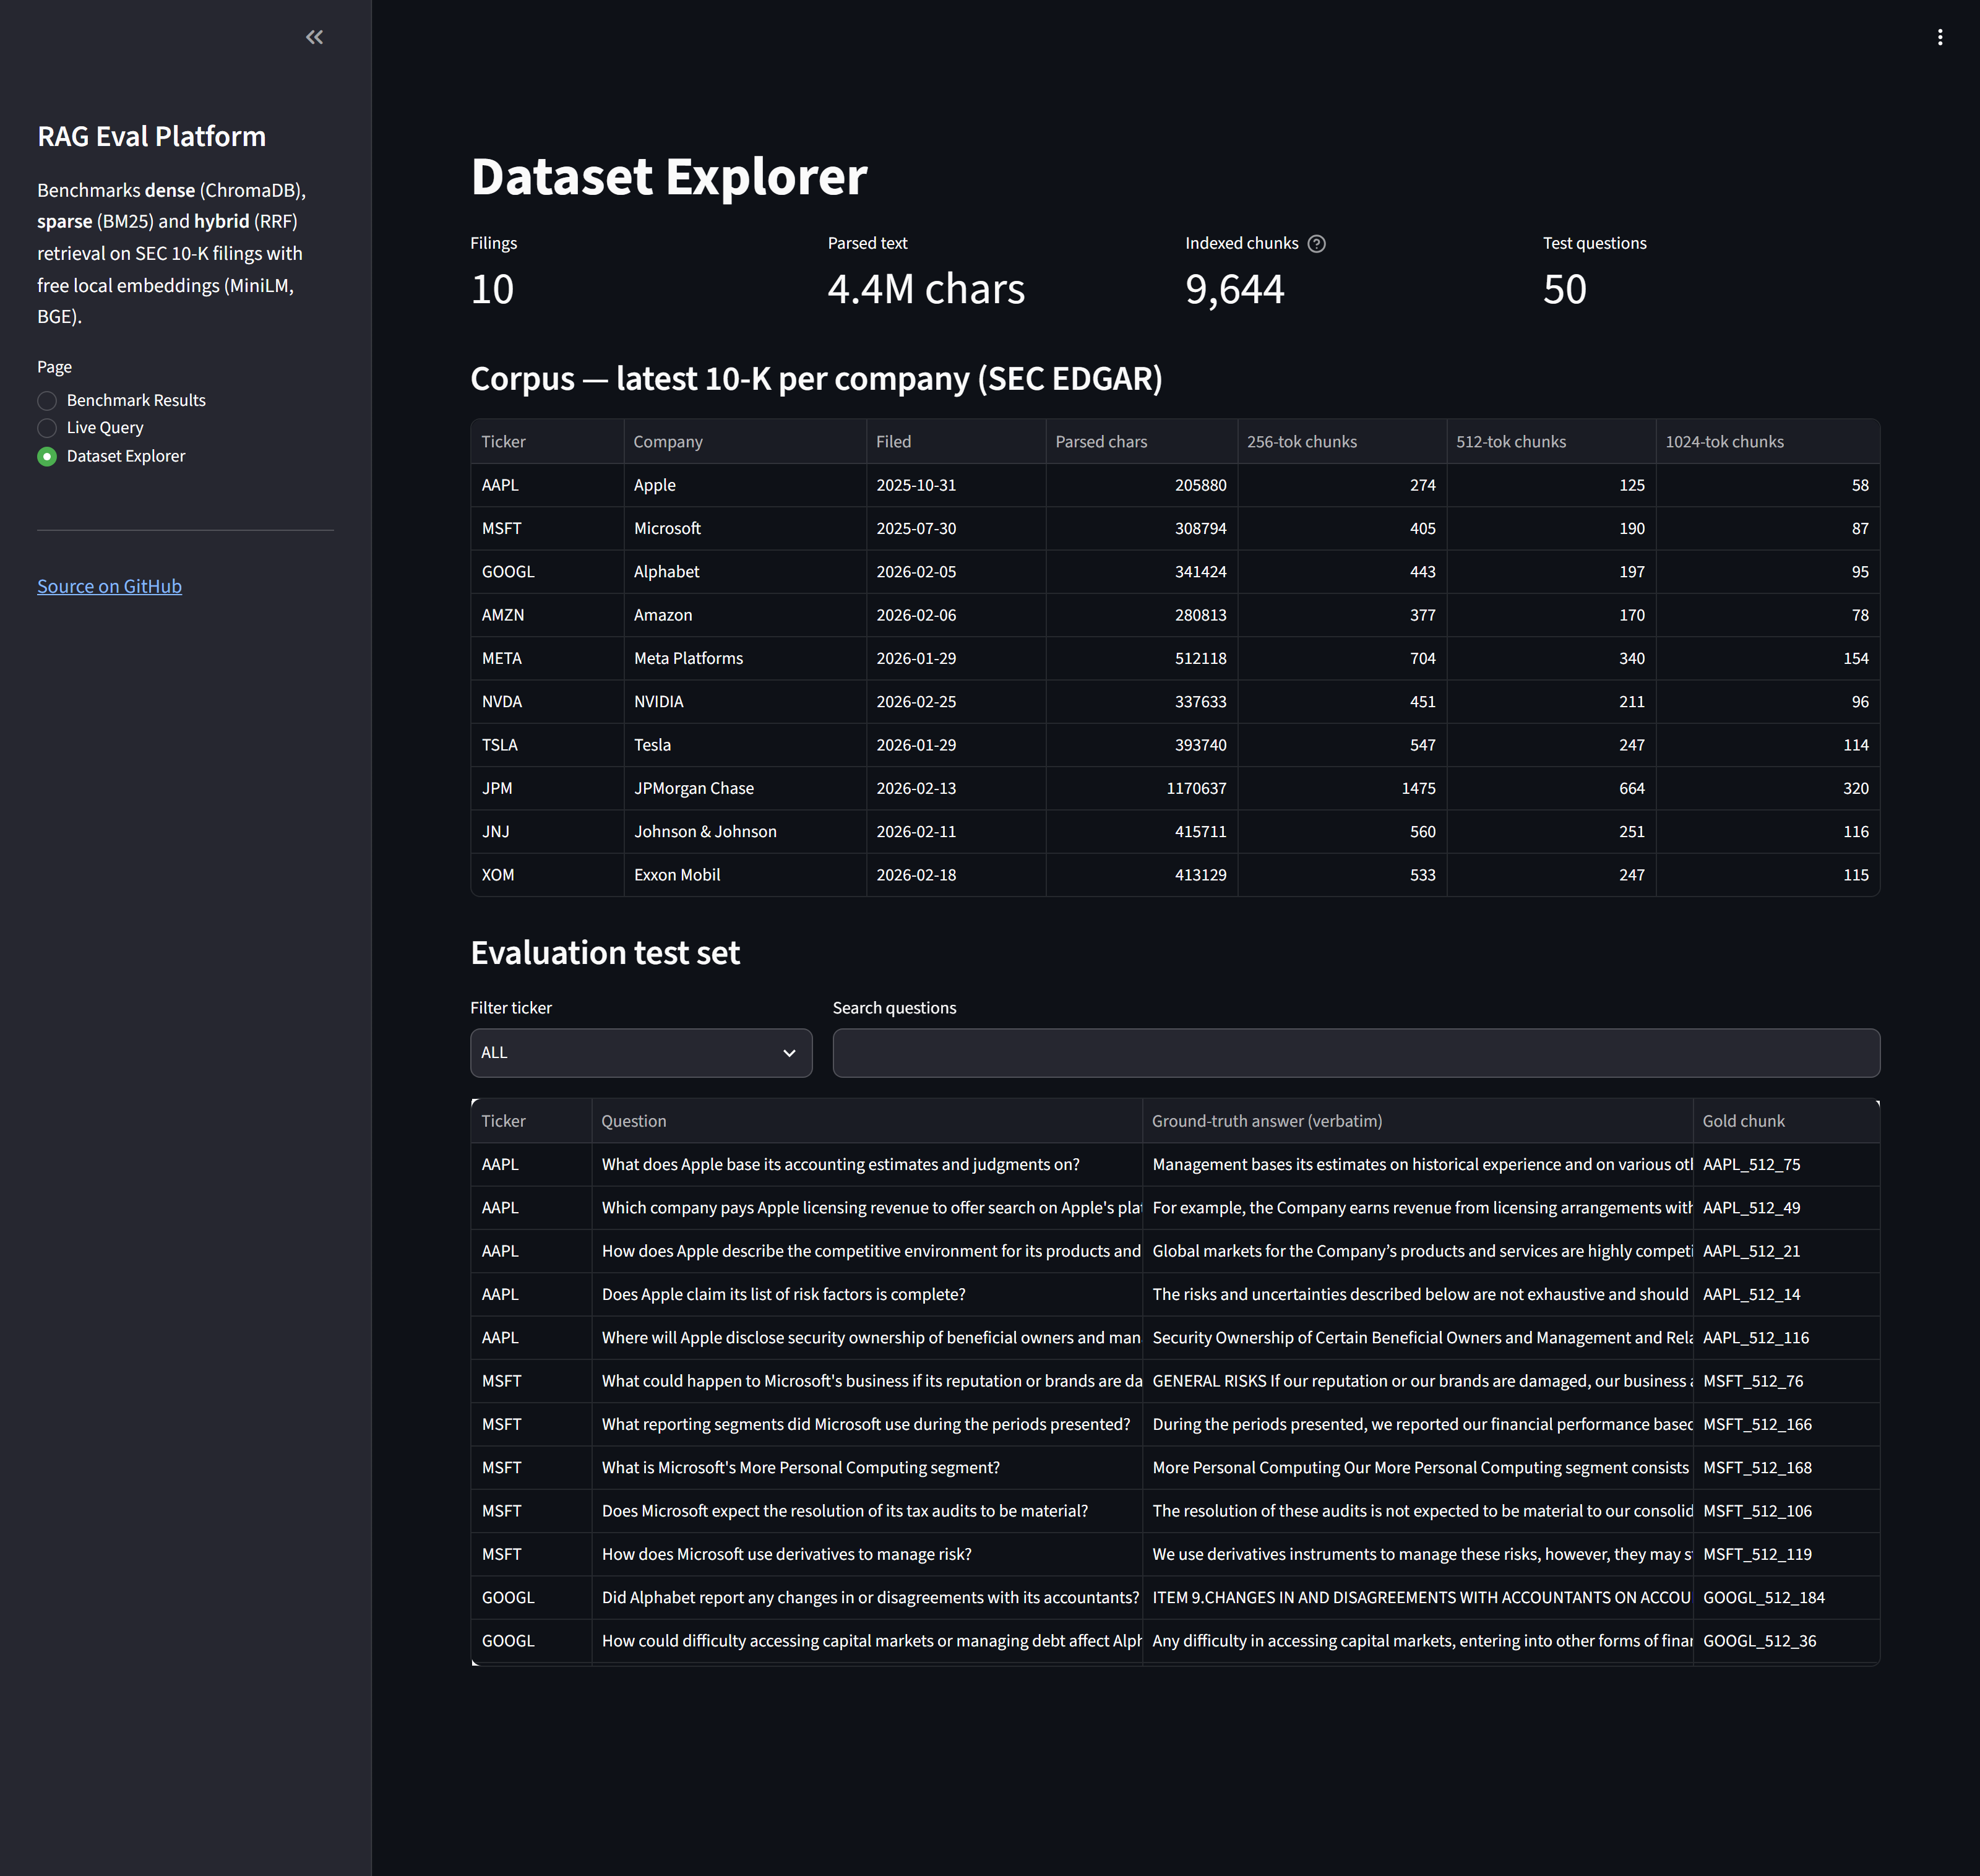 RAG Eval Platform
Benchmarks dense (ChromaDB),
sparse (BM25) and hybrid (RRF)
retrieval on SEC 10-K filings with
free local embeddings (MiniLM,
BGE).
Page
Benchmark Results
Live Query
Dataset Explorer
Source on GitHub
Dataset Explorer
Filings Parsed text Indexed chunks ? Test questions
10 4.4M chars 9,644 50
Corpus — latest 10-K per company (SEC EDGAR)
Ticker Company Filed Parsed chars 256-tok chunks 512-tok chunks 1024-tok chunks
AAPL Apple 2025-10-31 205880 274 125 58
MSFT Microsoft 2025-07-30 308794 405 190 87
GOOGL Alphabet 2026-02-05 341424 443 197 95
AMZN Amazon 2026-02-06 280813 377 170 78
META Meta Platforms 2026-01-29 512118 704 340 154
NVDA NVIDIA 2026-02-25 337633 451 211 96
TSLA Tesla 2026-01-29 393740 547 247 114
JPM JPMorgan Chase 2026-02-13 1170637 1475 664 320
JNJ Johnson & Johnson 2026-02-11 415711 560 251 116
XOM Exxon Mobil 2026-02-18 413129 533 247 115
Evaluation test set
Filter ticker Search questions
ALL
Ticker Question Ground-truth answer (verbatim) Gold chunk
AAPL What does Apple base its accounting estimates and judgments on? Management bases its estimates on historical experience and on various AAPL_512_75
AAPL Which company pays Apple licensing revenue to offer search on Apple's For example, the Company earns revenue from licensing arrangements with AAPL_512_49
AAPL How does Apple describe the competitive environment for its products and Global markets for the Company's products and services are highly AAPL_512_21
AAPL Does Apple claim its list of risk factors is complete? The risks and uncertainties described below are not exhaustive and should AAPL_512_14
AAPL Where will Apple disclose security ownership of beneficial owners and man Security Ownership of Certain Beneficial Owners and Management and Rela AAPL_512_116
MSFT What could happen to Microsoft's business if its reputation or brands are da GENERAL RISKS If our reputation or our brands are damaged, our business MSFT_512_76
MSFT What reporting segments did Microsoft use during the periods presented? During the periods presented, we reported our financial performance based MSFT_512_166
MSFT What is Microsoft's More Personal Computing segment? More Personal Computing Our More Personal Computing segment consists MSFT_512_168
MSFT Does Microsoft expect the resolution of its tax audits to be material? The resolution of these audits is not expected to be material to our consolid MSFT_512_106
MSFT How does Microsoft use derivatives to manage risk? We use derivatives instruments to manage these risks, however, they may MSFT_512_119
GOOGL Did Alphabet report any changes in or disagreements with its accountants? ITEM 9.CHANGES IN AND DISAGREEMENTS WITH ACCOUNTANTS ON ACCOU GOOGL_512_184
GOOGL How could difficulty accessing capital markets or managing debt affect Alph Any difficulty in accessing capital markets, entering into other forms of finan GOOGL_512_36